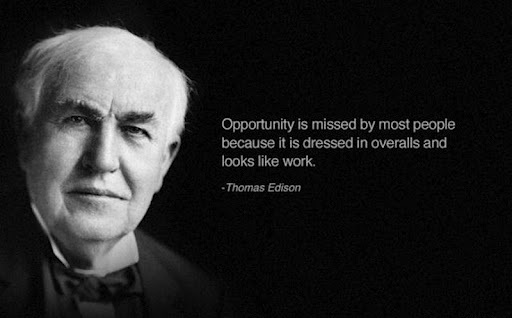 Opportunity is missed by most people
because it is dressed in overalls and
looks like work.
-Thomas Edison